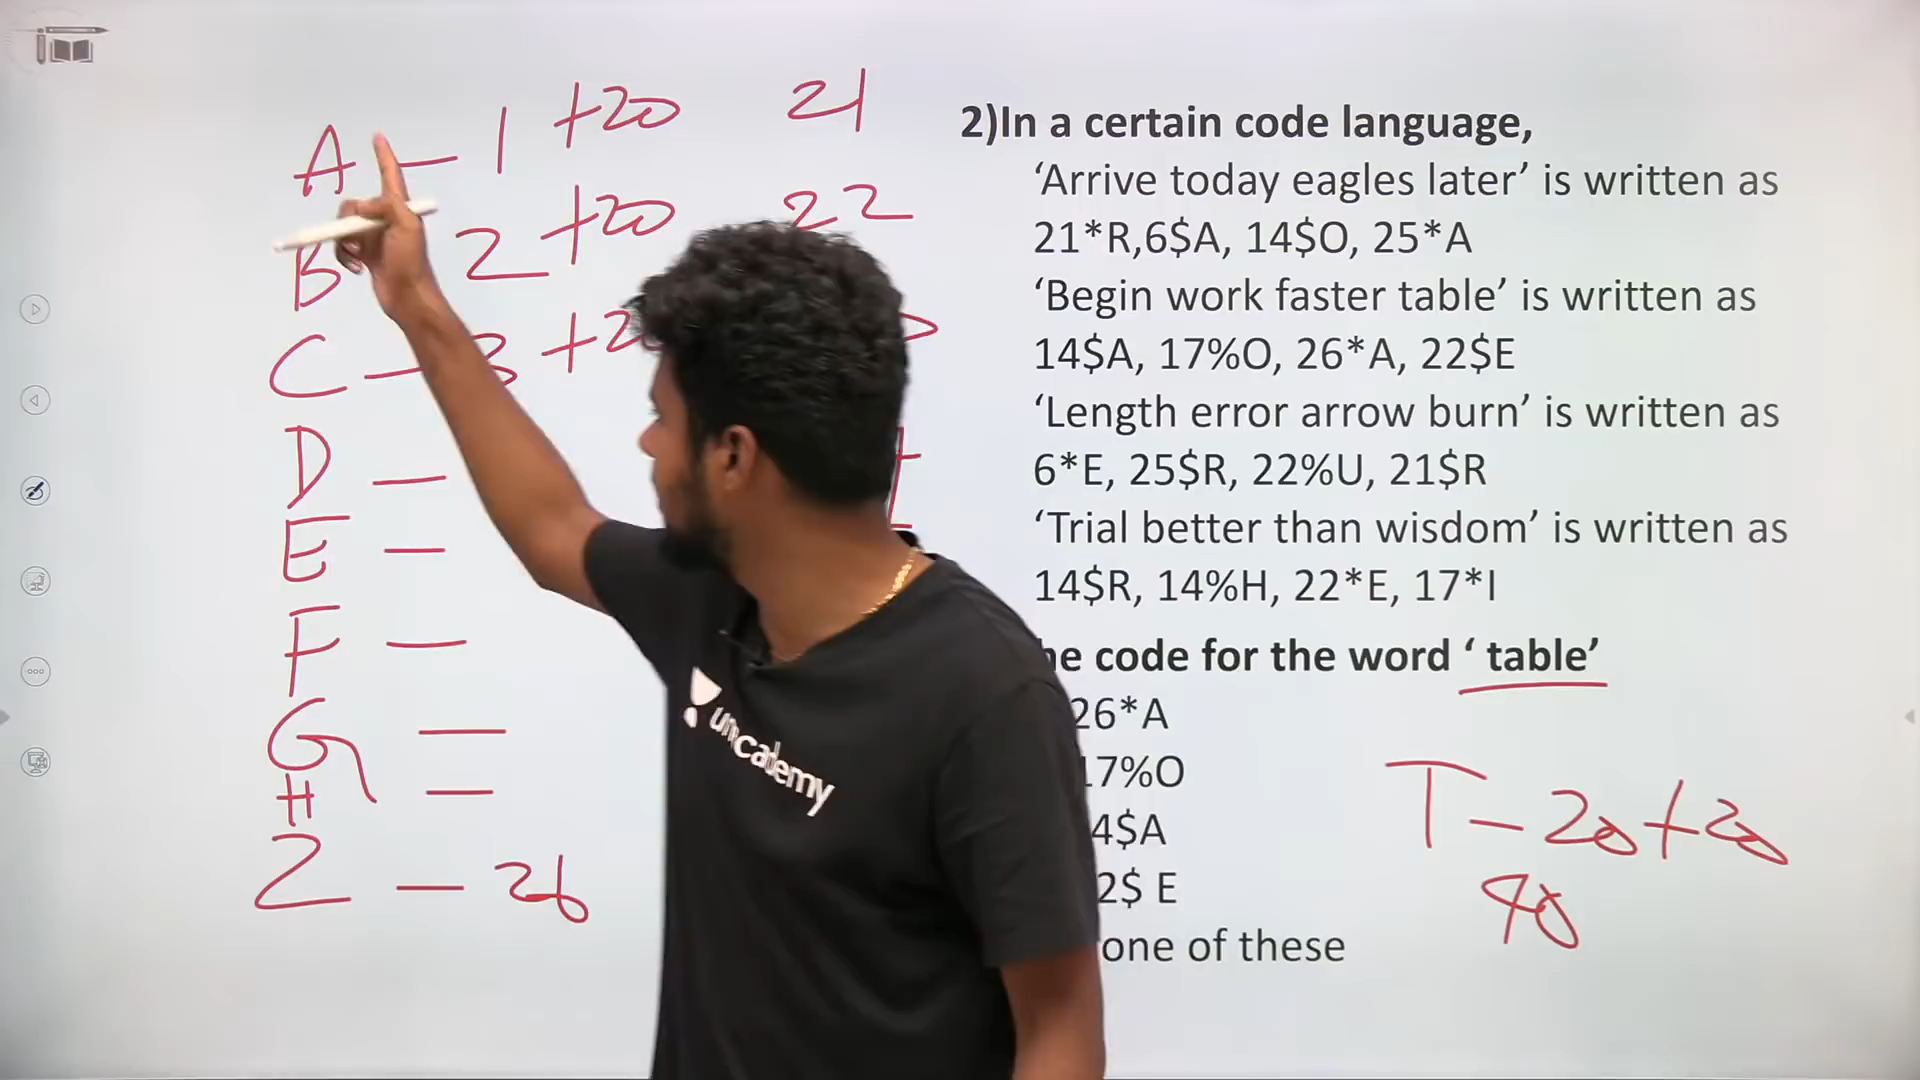 A - 1 +20 21
B 2 +20 22
C - 3
D -
E -
F -
G -
H -
Z - 26
2)In a certain code language,
‘Arrive today eagles later’ is written as
21*R,6$A, 14$O, 25*A
‘Begin work faster table’ is written as
14$A, 17%O, 26*A, 22$E
‘Length error arrow burn’ is written as
6*E, 25$R, 22%U, 21$R
‘Trial better than wisdom’ is written as
14$R, 14%H, 22*E, 17*I
code for the word ‘ table’
26*A
17%O
4$A
2$ E
one of these
T - 20 + 20
40
unacademy